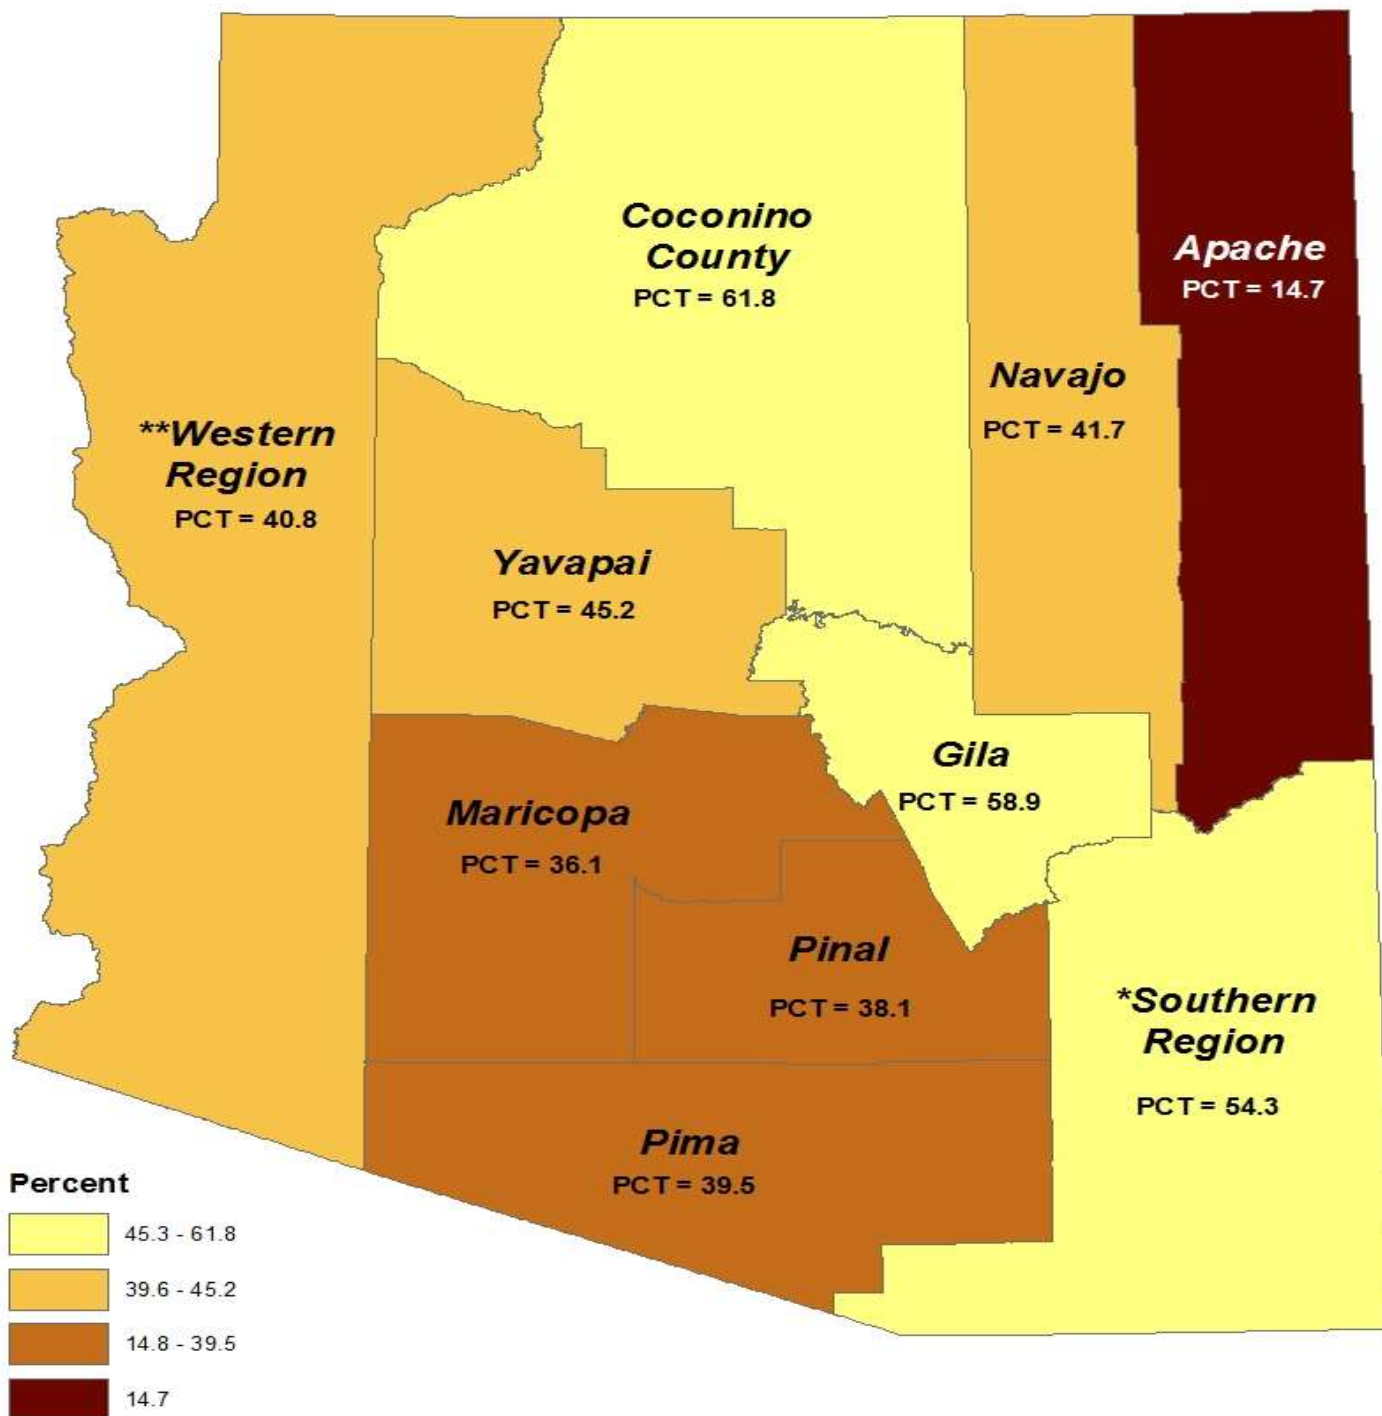 Coconino
County
PCT = 61.8
Apache
PCT = 14.7
Navajo
PCT = 41.7
**Western
Region
PCT = 40.8
Yavapai
PCT = 45.2
Gila
PCT = 58.9
Maricopa
PCT = 36.1
Pinal
PCT = 38.1
*Southern
Region
PCT = 54.3
Pima
PCT = 39.5
Percent
45.3 - 61.8
39.6 - 45.2
14.8 - 39.5
14.7